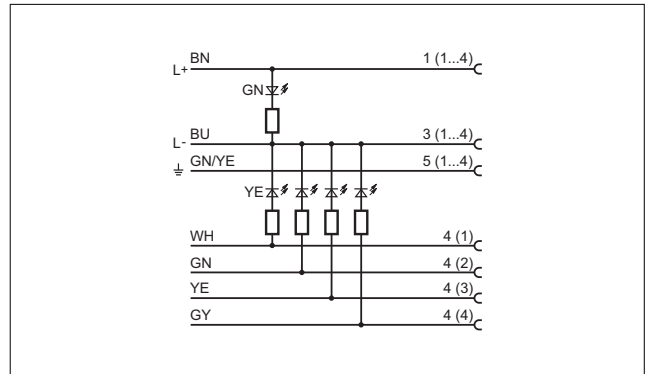 L+ BN 1 (1...4)
GN
L- BU 3 (1...4)
GN/YE 5 (1...4)
YE
WH 4 (1)
GN 4 (2)
YE 4 (3)
GY 4 (4)